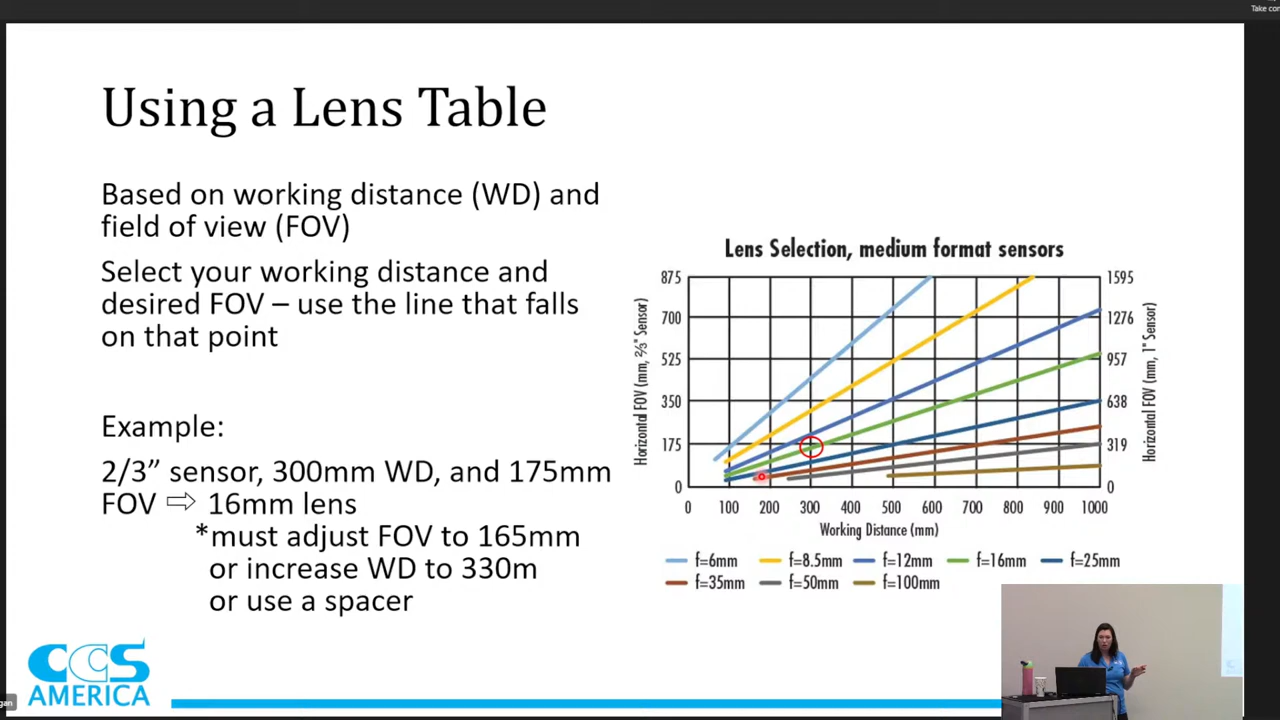 Take con
Using a Lens Table
Based on working distance (WD) and
field of view (FOV)
Select your working distance and
desired FOV – use the line that falls
on that point
Example:
2/3” sensor, 300mm WD, and 175mm
FOV ⇨ 16mm lens
*must adjust FOV to 165mm
or increase WD to 330m
or use a spacer
Lens Selection, medium format sensors
Horizontal FOV (mm, ⅔" Sensor)
875
700
525
350
175
0
1595
1276
957
638
319
0
Horizontal FOV (mm, 1" Sensor)
0 100 200 300 400 500 600 700 800 900 1000
Working Distance (mm)
f=6mm f=8.5mm f=12mm f=16mm f=25mm
f=35mm f=50mm f=100mm
CCS
AMERICA
gan